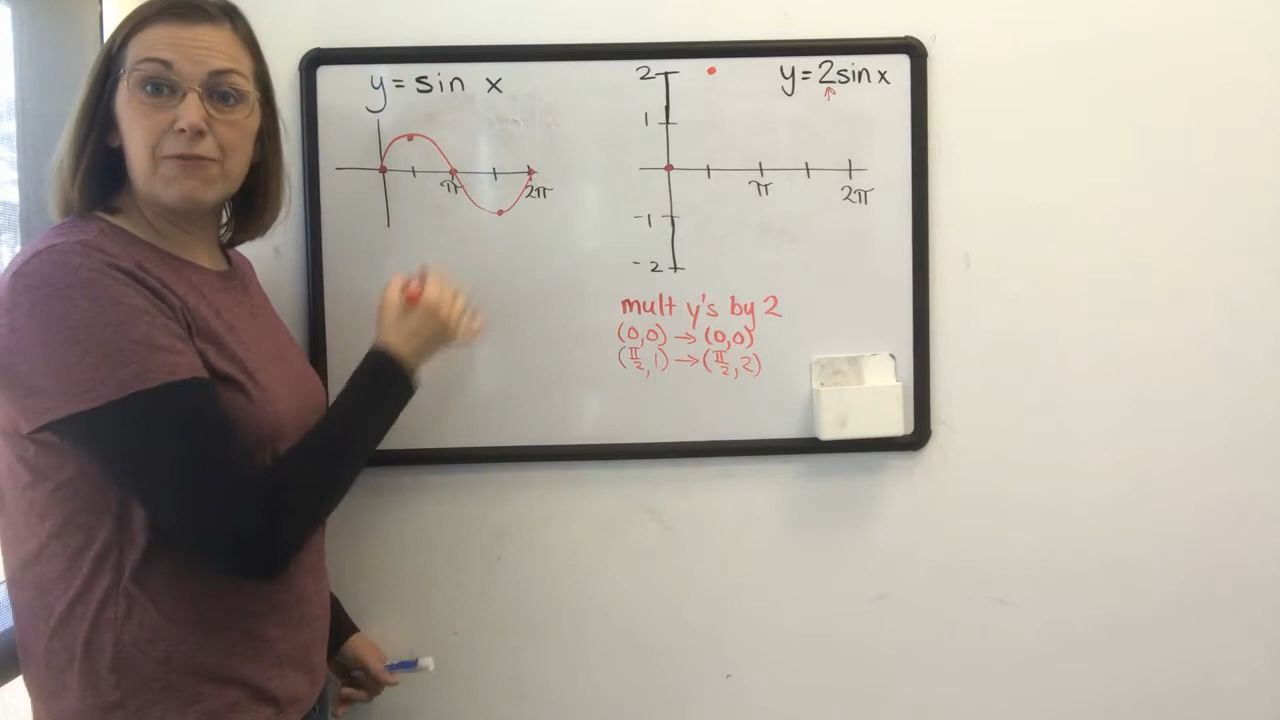 y = sin x
π
2π
y = 2sin x
2
1
-1
-2
π
2π
mult y's by 2
(0,0) → (0,0)
(π/2, 1) → (π/2, 2)